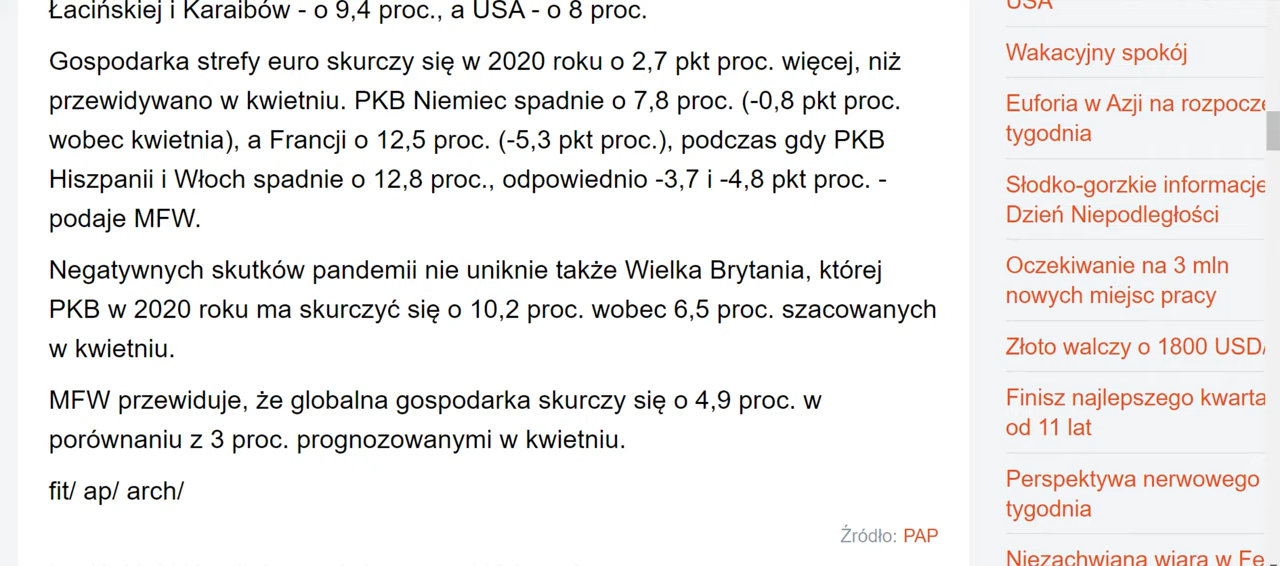 Łacińskiej i Karaibów - o 9,4 proc., a USA - o 8 proc.
Gospodarka strefy euro skurczy się w 2020 roku o 2,7 pkt proc. więcej, niż
przewidywano w kwietniu. PKB Niemiec spadnie o 7,8 proc. (-0,8 pkt proc.
wobec kwietnia), a Francji o 12,5 proc. (-5,3 pkt proc.), podczas gdy PKB
Hiszpanii i Włoch spadnie o 12,8 proc., odpowiednio -3,7 i -4,8 pkt proc. -
podaje MFW.
Negatywnych skutków pandemii nie uniknie także Wielka Brytania, której
PKB w 2020 roku ma skurczyć się o 10,2 proc. wobec 6,5 proc. szacowanych
w kwietniu.
MFW przewiduje, że globalna gospodarka skurczy się o 4,9 proc. w
porównaniu z 3 proc. prognozowanymi w kwietniu.
fit/ ap/ arch/
Źródło: PAP
USA
Wakacyjny spokój
Euforia w Azji na rozpocze
tygodnia
Słodko-gorzkie informacje
Dzień Niepodległości
Oczekiwanie na 3 mln
nowych miejsc pracy
Złoto walczy o 1800 USD/
Finisz najlepszego kwarta
od 11 lat
Perspektywa nerwowego
tygodnia
Niezachwiana wiara w Fe